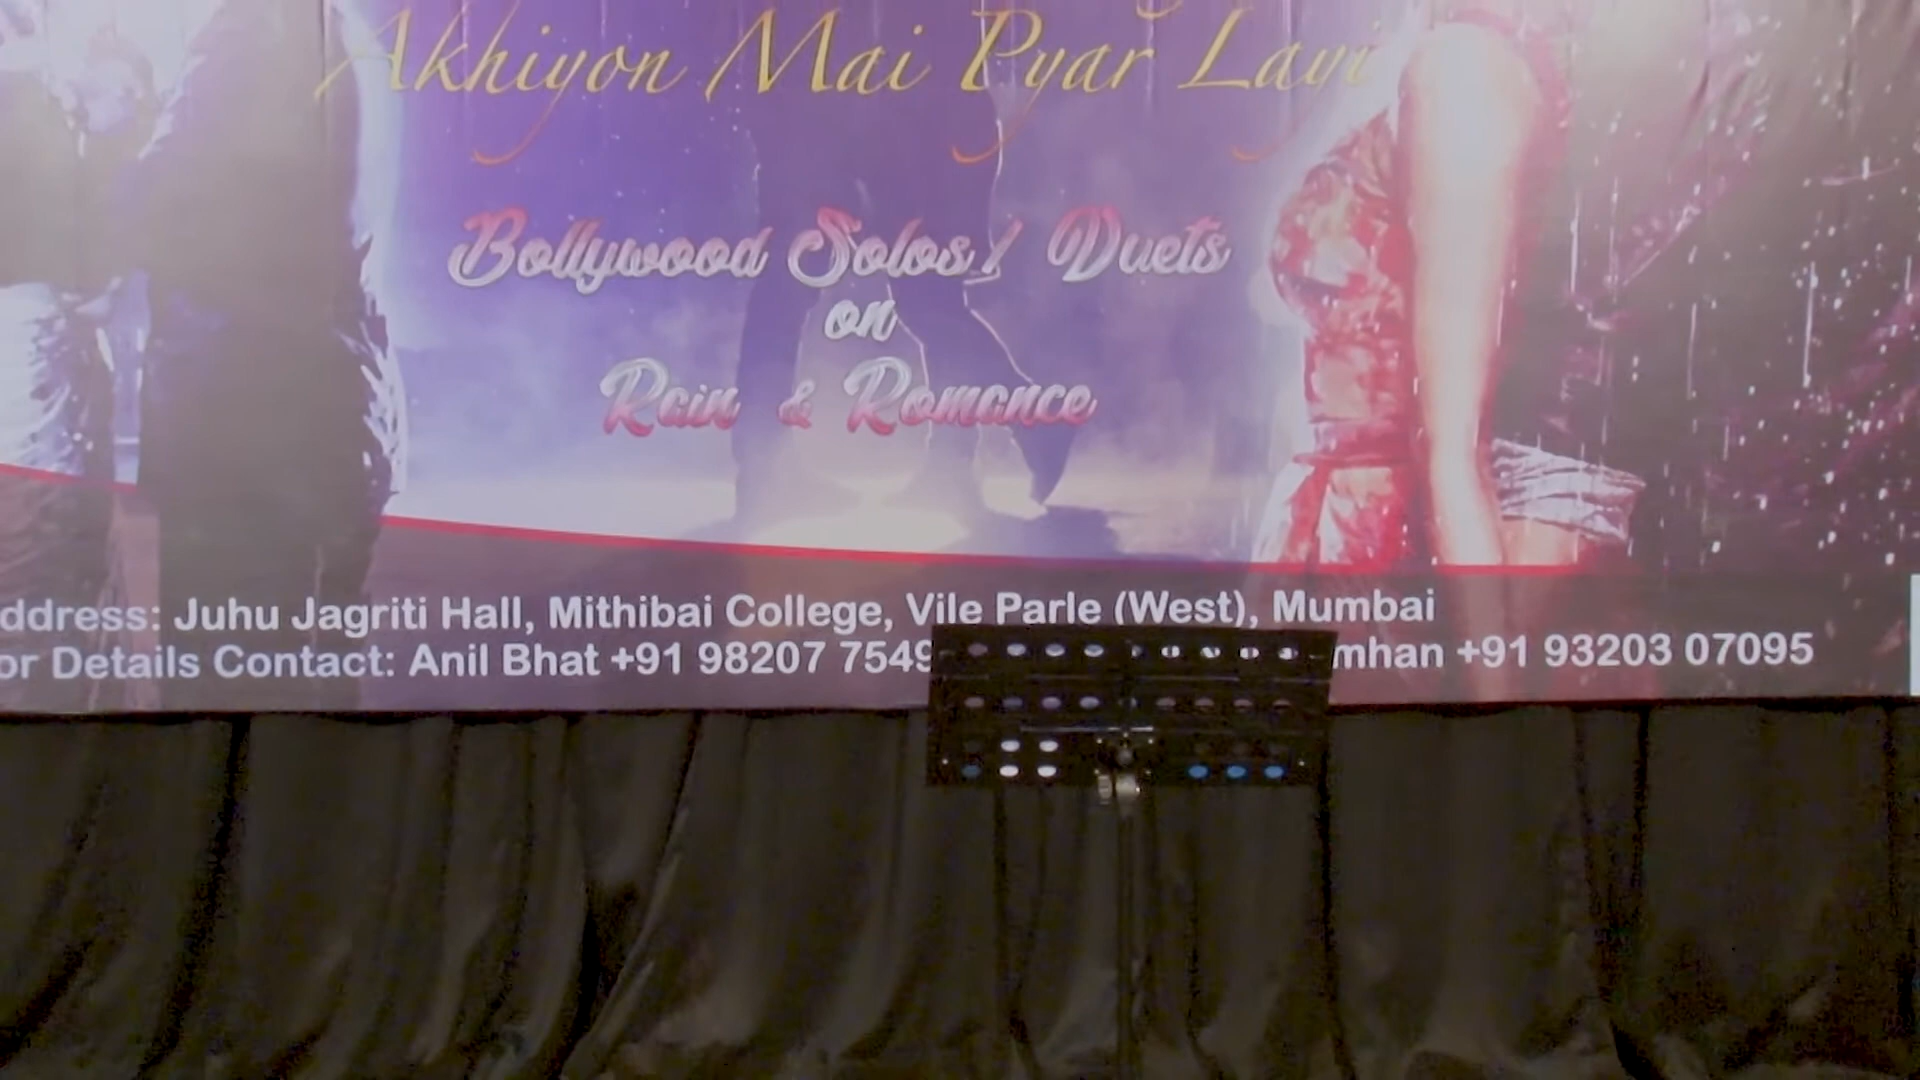 Akhiyon Mai Pyar Layi
Bollywood Solos / Duets
on
Rain & Romance
ddress: Juhu Jagriti Hall, Mithibai College, Vile Parle (West), Mumbai
or Details Contact: Anil Bhat +91 98207 7549 mhan +91 93203 07095